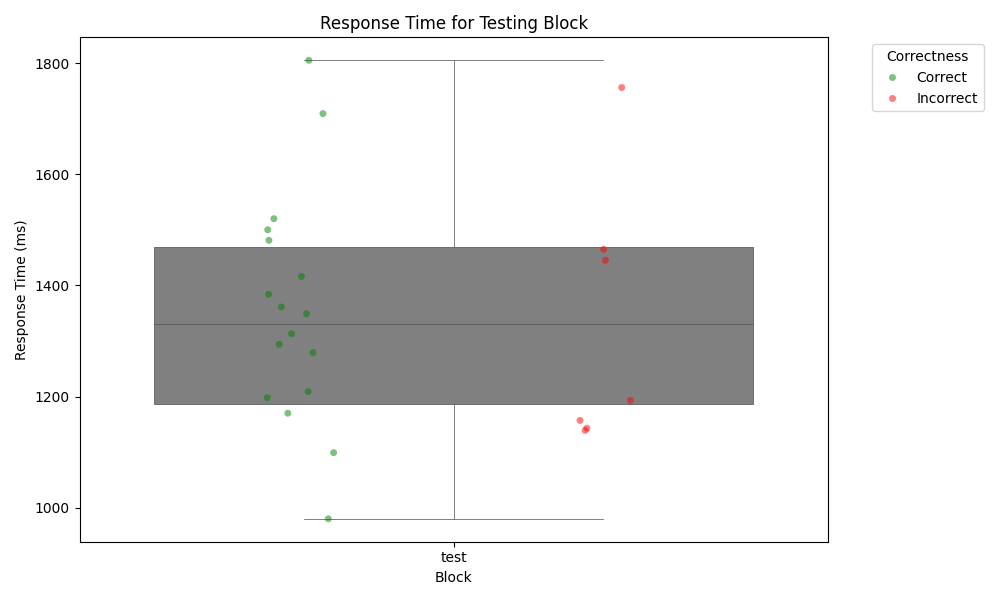 Response Time for Testing Block
Correctness
Correct
Incorrect
Response Time (ms)
1800
1600
1400
1200
1000
test
Block